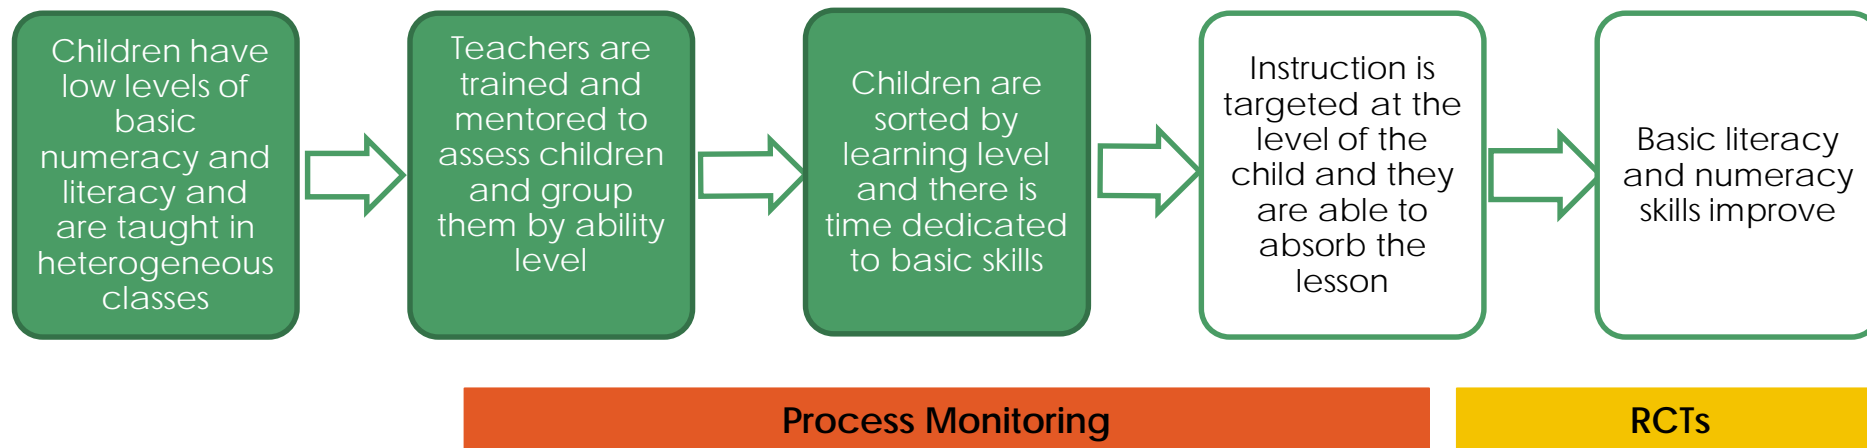 Children have
low levels of
basic
numeracy and
literacy and
are taught in
heterogeneous
classes
Teachers are
trained and
mentored to
assess children
and group
them by ability
level
Children are
sorted by
learning level
and there is
time dedicated
to basic skills
Instruction is
targeted at the
level of the
child and they
are able to
absorb the
lesson
Basic literacy
and numeracy
skills improve
Process Monitoring
RCTs